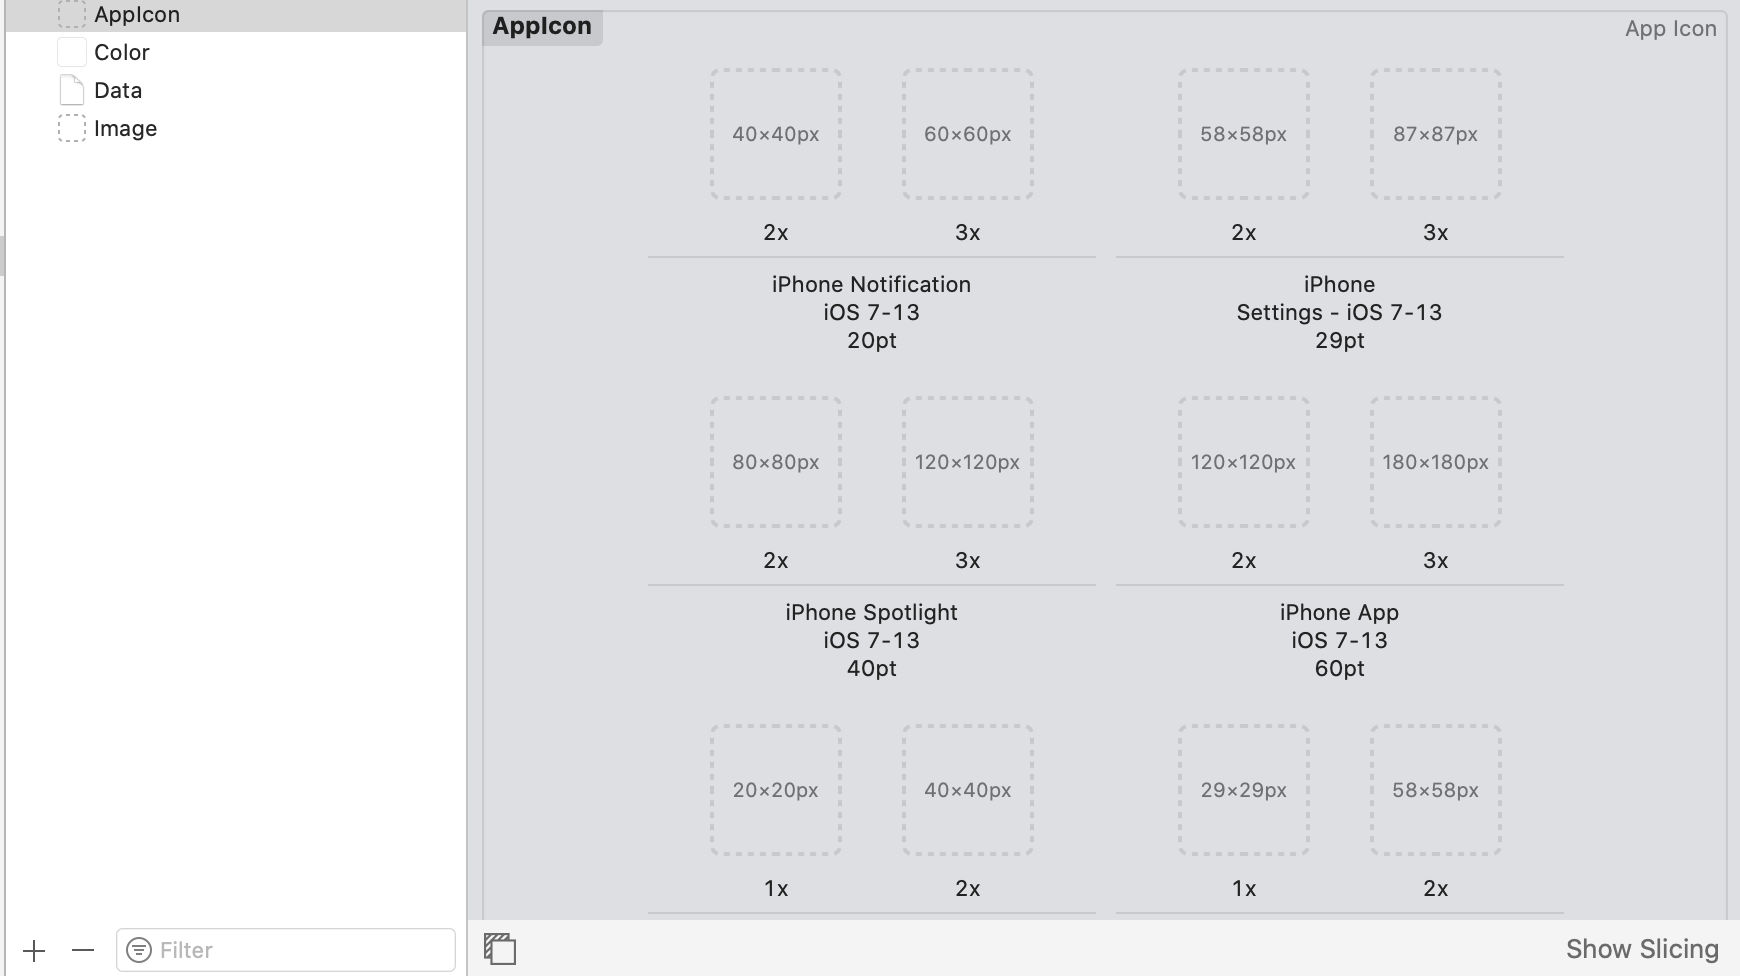 AppIcon
Color
Data
Image
Filter
AppIcon
App Icon
40×40px 60×60px 58×58px 87×87px
2x 3x 2x 3x
iPhone Notification
iOS 7-13
20pt
iPhone
Settings - iOS 7-13
29pt
80×80px 120×120px 120×120px 180×180px
2x 3x 2x 3x
iPhone Spotlight
iOS 7-13
40pt
iPhone App
iOS 7-13
60pt
20×20px 40×40px 29×29px 58×58px
1x 2x 1x 2x
Show Slicing